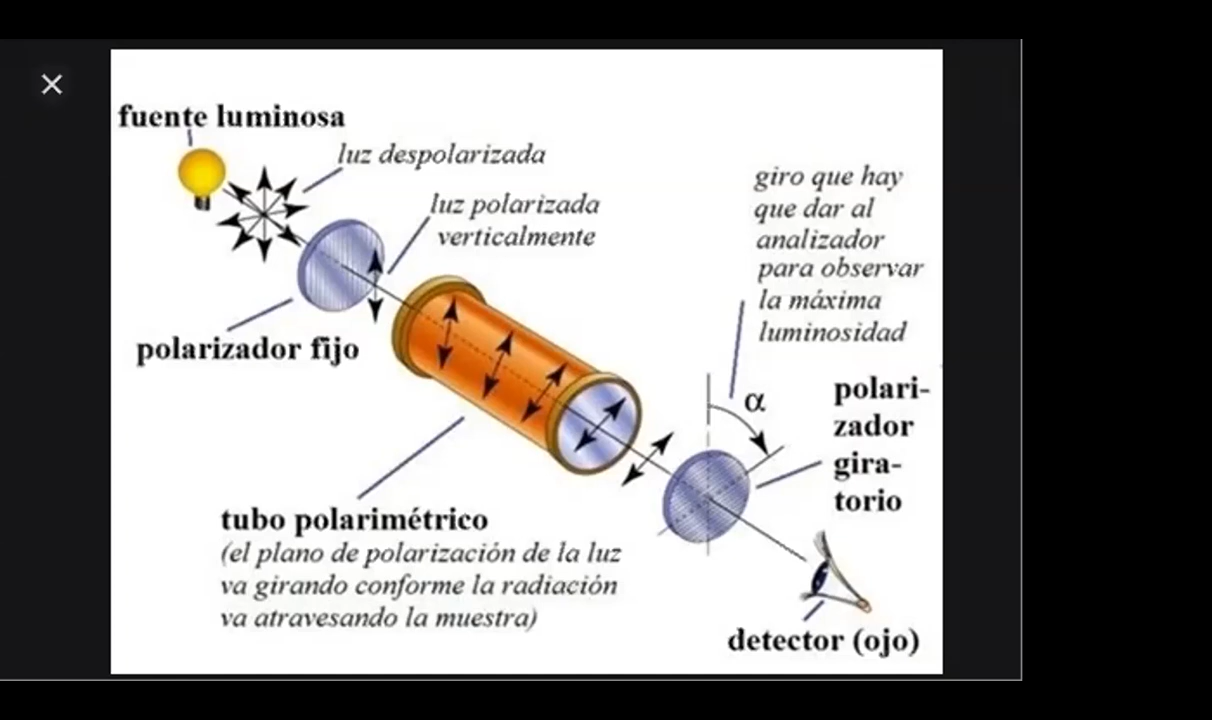 fuente luminosa
luz despolarizada
luz polarizada
verticalmente
giro que hay
que dar al
analizador
para observar
la máxima
luminosidad
polarizador fijo
α
polari-
zador
gira-
torio
tubo polarimétrico
(el plano de polarización de la luz
va girando conforme la radiación
va atravesando la muestra)
detector (ojo)